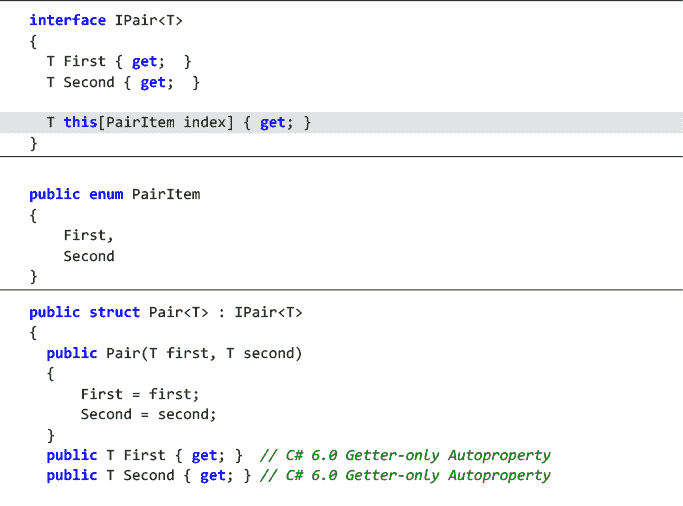 interface IPair<T>
{
  T First { get;  }
  T Second { get;  }

  T this[PairItem index] { get; }
}

public enum PairItem
{
    First,
    Second
}
public struct Pair<T> : IPair<T>
{
  public Pair(T first, T second)
  {
      First = first;
      Second = second;
  }
  public T First { get; }  // C# 6.0 Getter-only Autoproperty
  public T Second { get; } // C# 6.0 Getter-only Autoproperty